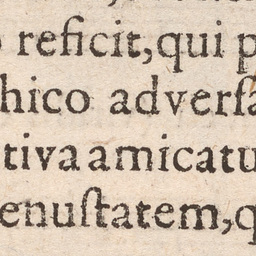 reficit, qui p
hico adversa
tiva amicatu
enustatem, q